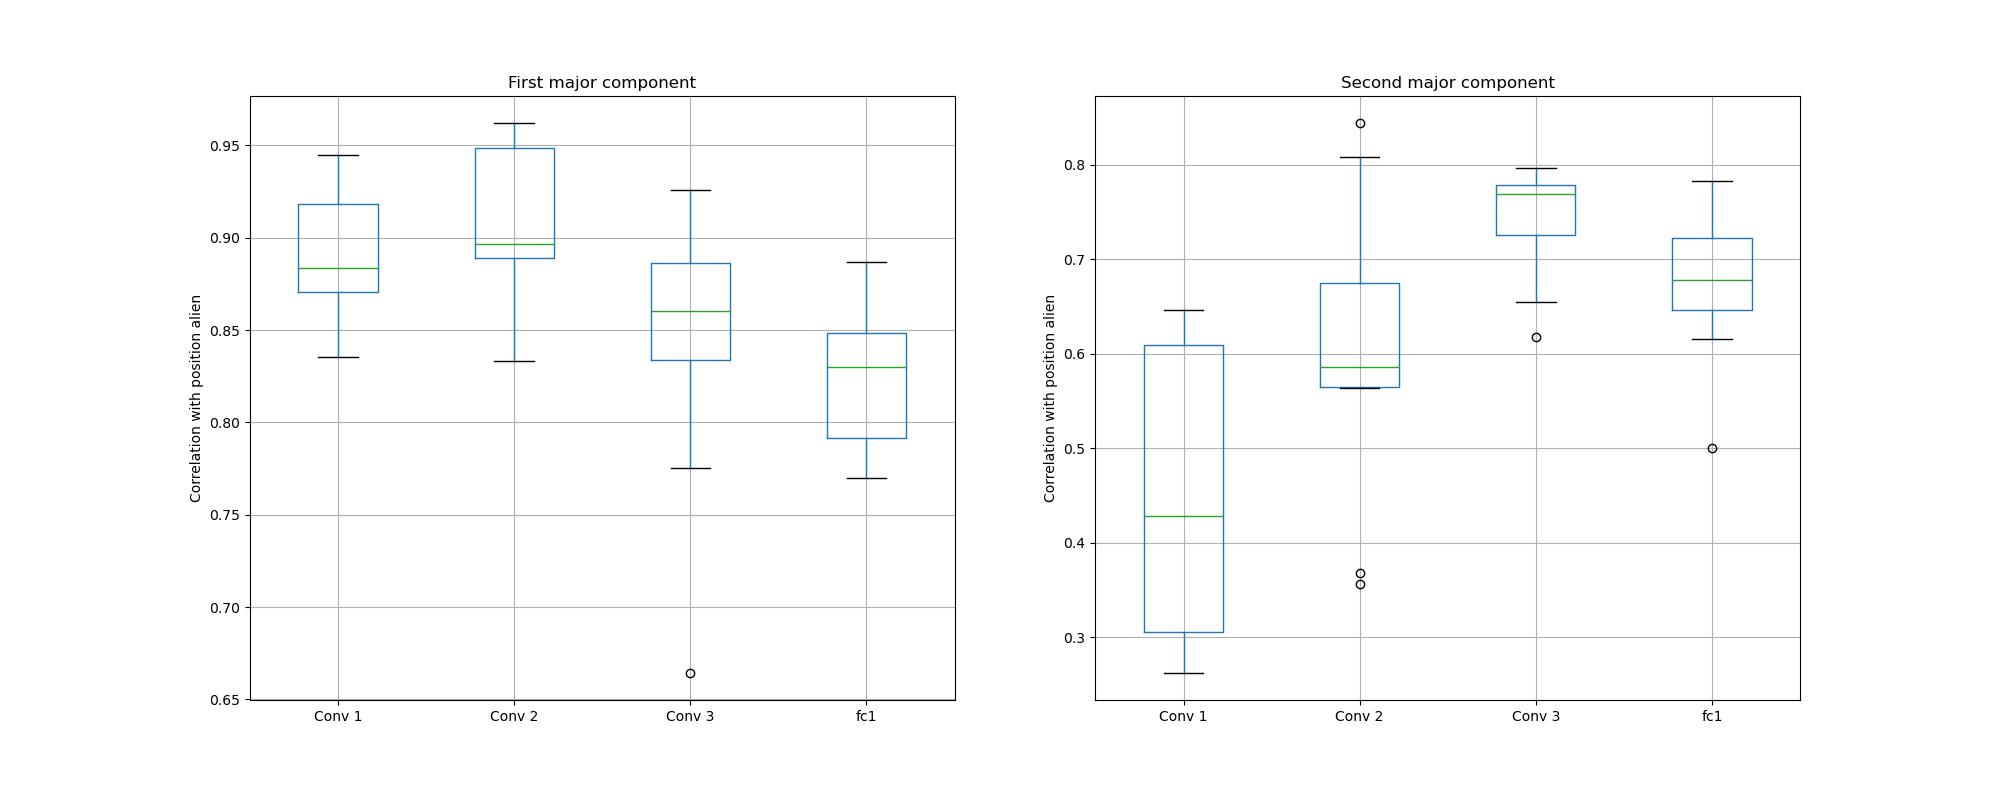 First major component
Correlation with position alien
0.95
0.90
0.85
0.80
0.75
0.70
0.65
Conv 1 Conv 2 Conv 3 fc1
Second major component
Correlation with position alien
0.8
0.7
0.6
0.5
0.4
0.3
Conv 1 Conv 2 Conv 3 fc1